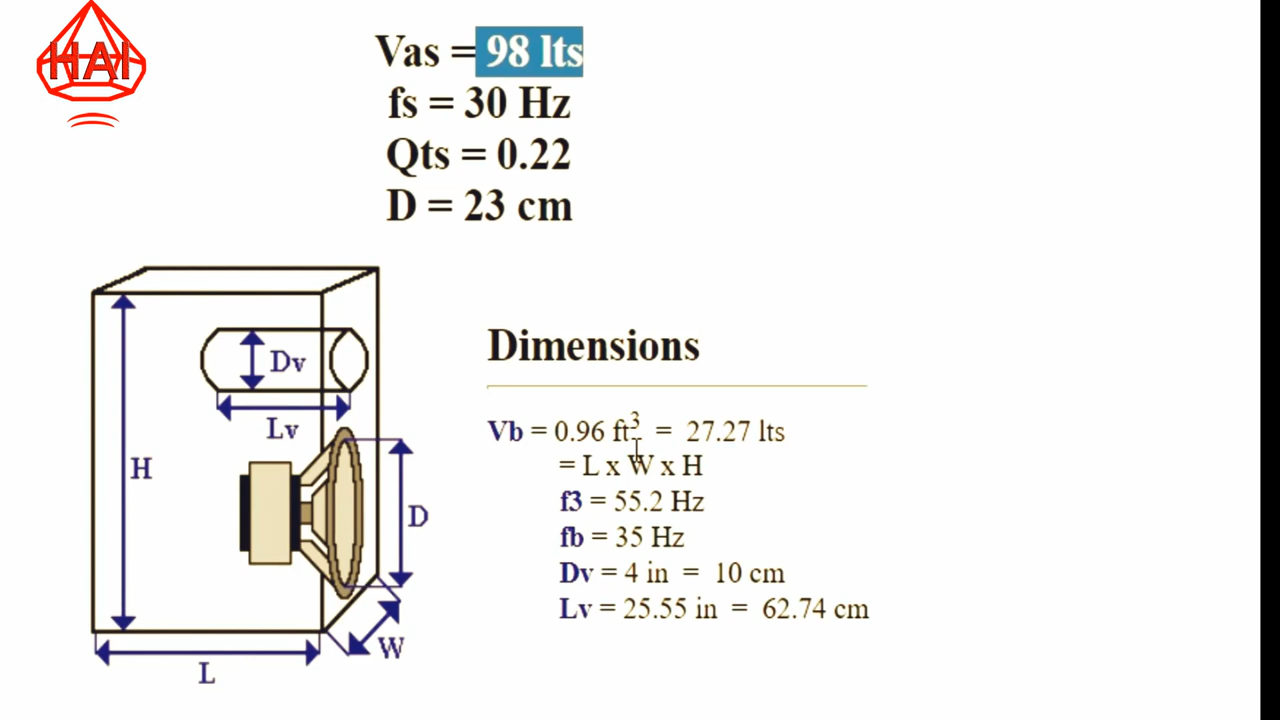 HAI
Vas = 98 lts
fs = 30 Hz
Qts = 0.22
D = 23 cm
Dv
Lv
H
D
W
L
Dimensions
Vb = 0.96 ft³ = 27.27 lts
= L x W x H
f3 = 55.2 Hz
fb = 35 Hz
Dv = 4 in = 10 cm
Lv = 25.55 in = 62.74 cm